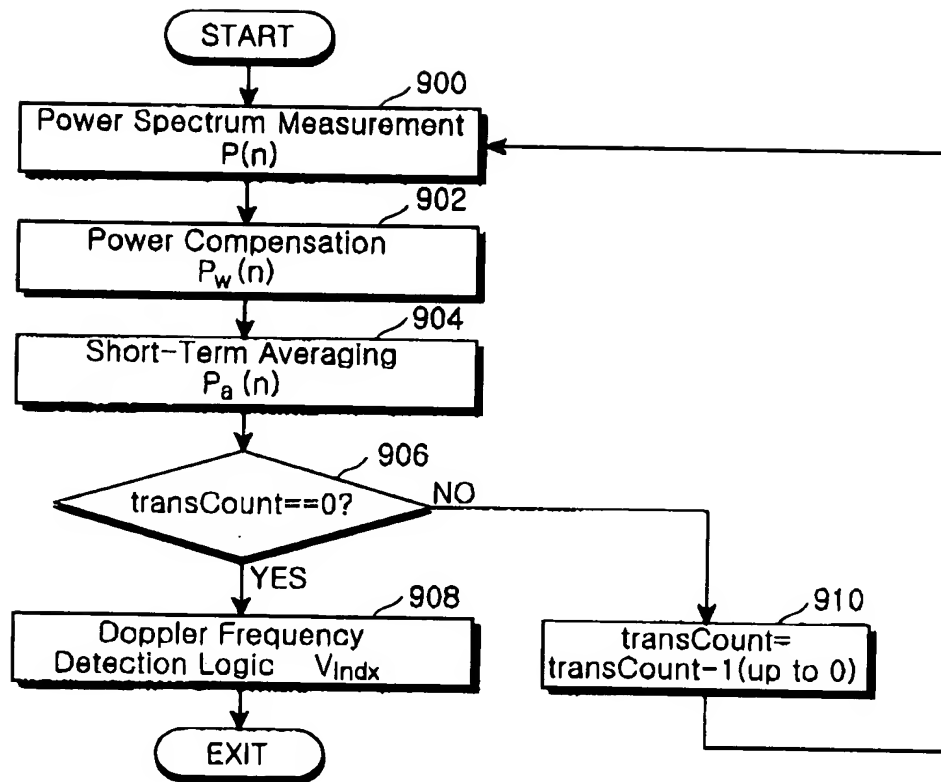 START
900
Power Spectrum Measurement
P(n)
902
Power Compensation
Pw(n)
904
Short-Term Averaging
Pa(n)
906
transCount==0?
NO
YES
908
Doppler Frequency
Detection Logic VIndx
910
transCount=
transCount-1(up to 0)
EXIT